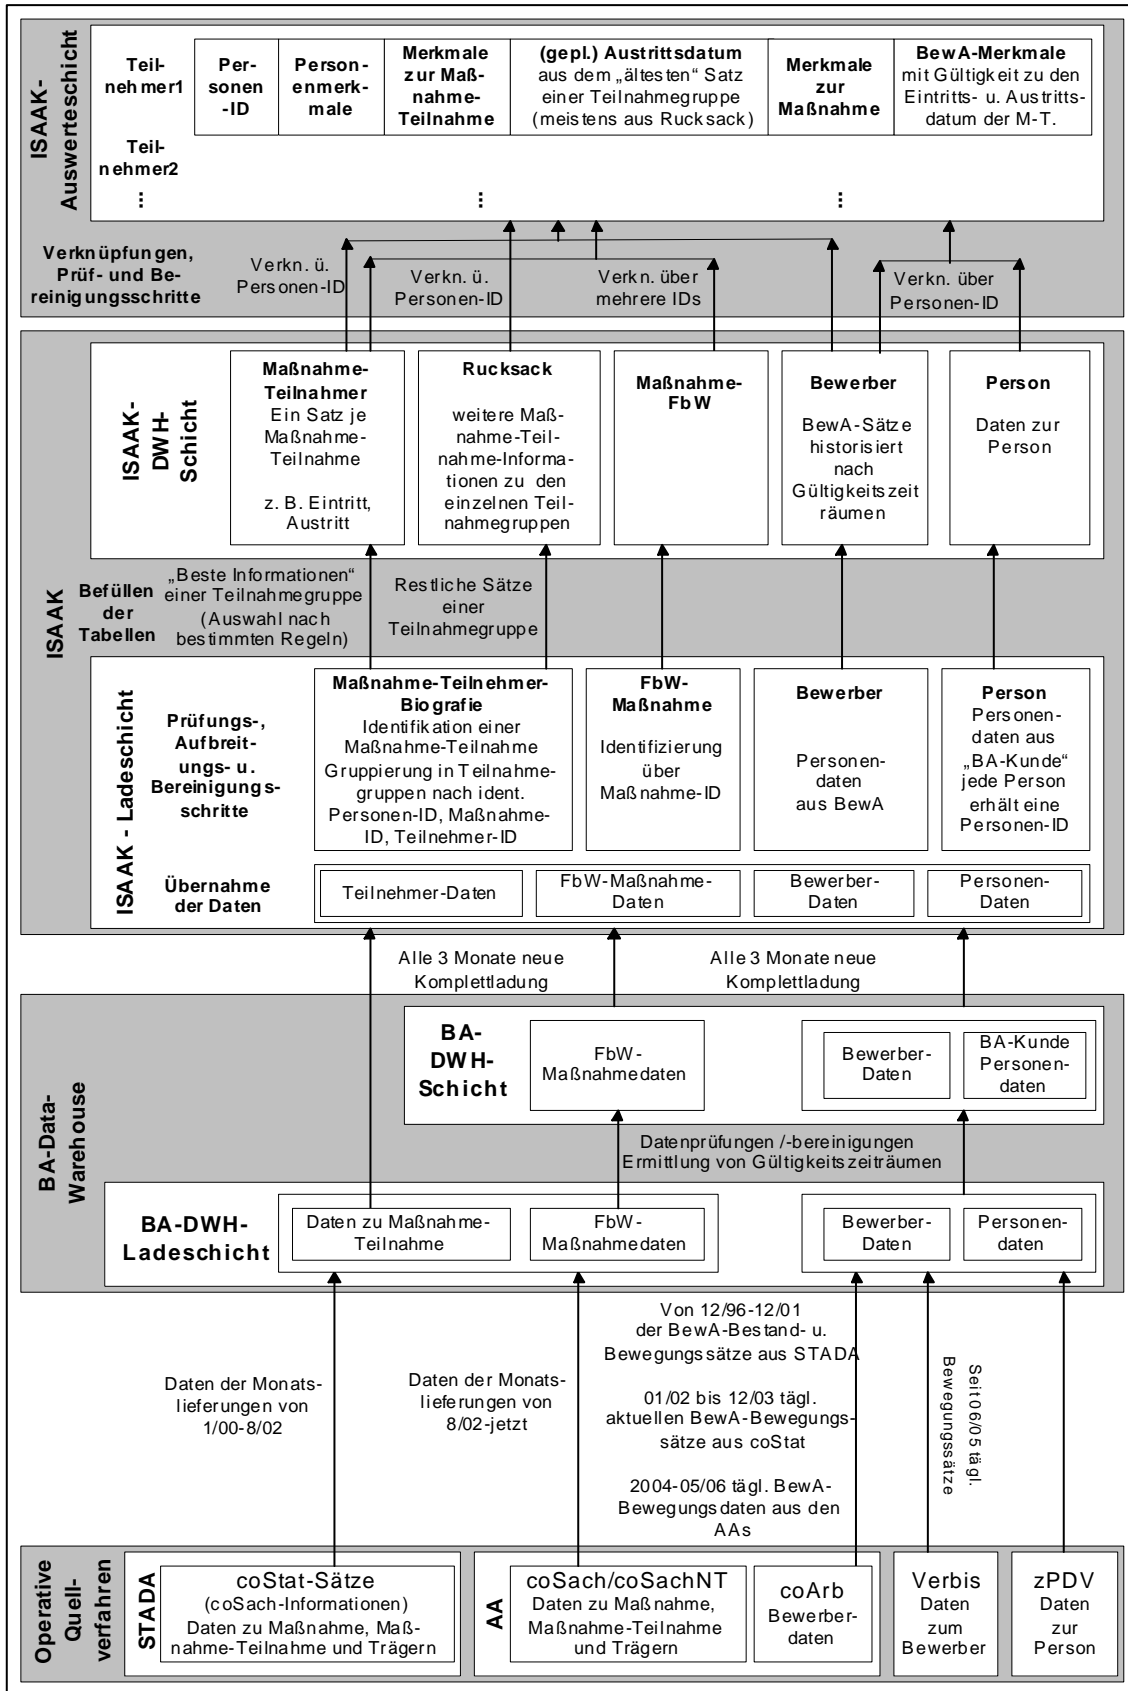 ISAAK-
Auswerteschicht
Teil-
nehmer1
Per-
sonen
-ID
Person-
enmerk-
male
Merkmale
zur Maß-
nahme-
Teilnahme
(gepl.) Austrittsdatum
aus dem „ältesten“ Satz
einer Teilnahmegruppe
(meistens aus Rucksack)
Merkmale
zur
Maßnahme
BewA-Merkmale
mit Gültigkeit zu den
Eintritts- u. Austritts-
datum der M-T.
Teil-
nehmer2
...
...
...
Verknüpfungen,
Prüf- und Be-
reinigungsschritte
Verkn. ü.
Personen-ID
Verkn. ü.
Personen-ID
Verkn. über
mehrere IDs
Verkn. über
Personen-ID
ISAAK
ISAAK-
DWH-
Schicht
Maßnahme-
Teilnahmer
Ein Satz je
Maßnahme-
Teilnahme
z. B. Eintritt,
Austritt
Rucksack
weitere Maß-
nahme-Teil-
nahme-Informa-
tionen zu den
einzelnen Teil-
nahmegruppen
Maßnahme-
FbW
Bewerber
BewA-Sätze
historisiert
nach
Gültigkeitszeit
räumen
Person
Daten zur
Person
Befüllen
der
Tabellen
„Beste Informationen“
einer Teilnahmegruppe
(Auswahl nach
bestimmten Regeln)
Restliche Sätze
einer
Teilnahmegruppe
ISAAK - Ladeschicht
Prüfungs-,
Aufbreit-
ungs- u.
Bereinigungs-
schritte
Maßnahme-Teilnehmer-
Biografie
Identifikation einer
Maßnahme-Teilnahme
Gruppierung in Teilnahme-
gruppen nach ident.
Personen-ID, Maßnahme-
ID, Teilnehmer-ID
FbW-
Maßnahme
Identifizierung
über
Maßnahme-ID
Bewerber
Personen-
daten
aus BewA
Person
Personen-
daten aus
„BA-Kunde“
jede Person
erhält eine
Personen-ID
Übernahme
der Daten
Teilnehmer-Daten
FbW-Maßnahme-
Daten
Bewerber-
Daten
Personen-
Daten
Alle 3 Monate neue
Komplettladung
Alle 3 Monate neue
Komplettladung
BA-Data-
Warehouse
BA-
DWH-
Schicht
FbW-
Maßnahmedaten
Bewerber-
Daten
BA-Kunde
Personen-
daten
Datenprüfungen /-bereinigungen
Ermittlung von Gültigkeitszeiträumen
BA-DWH-
Ladeschicht
Daten zu Maßnahme-
Teilnahme
FbW-
Maßnahmedaten
Bewerber-
Daten
Personen-
daten
Daten der Monats-
lieferungen von
1/00-8/02
Daten der Monats-
lieferungen von
8/02-jetzt
Von 12/96-12/01
der BewA-Bestand- u.
Bewegungssätze aus STADA
01/02 bis 12/03 tägl.
aktuellen BewA-Bewegungs-
sätze aus coStat
2004-05/06 tägl. BewA-
Bewegungsdaten aus den
AAs
Seit 06/05 tägl.
Bewegungssätze
Operative
Quell-
verfahren
STADA
coStat-Sätze
(coSach-Informationen)
Daten zu Maßnahme, Maß-
nahme-Teilnahme und Trägern
AA
coSach/coSachNT
Daten zu Maßnahme,
Maßnahme-Teilnahme
und Trägern
coArb
Bewerber-
daten
Verbis
Daten
zum
Bewerber
zPDV
Daten
zur
Person